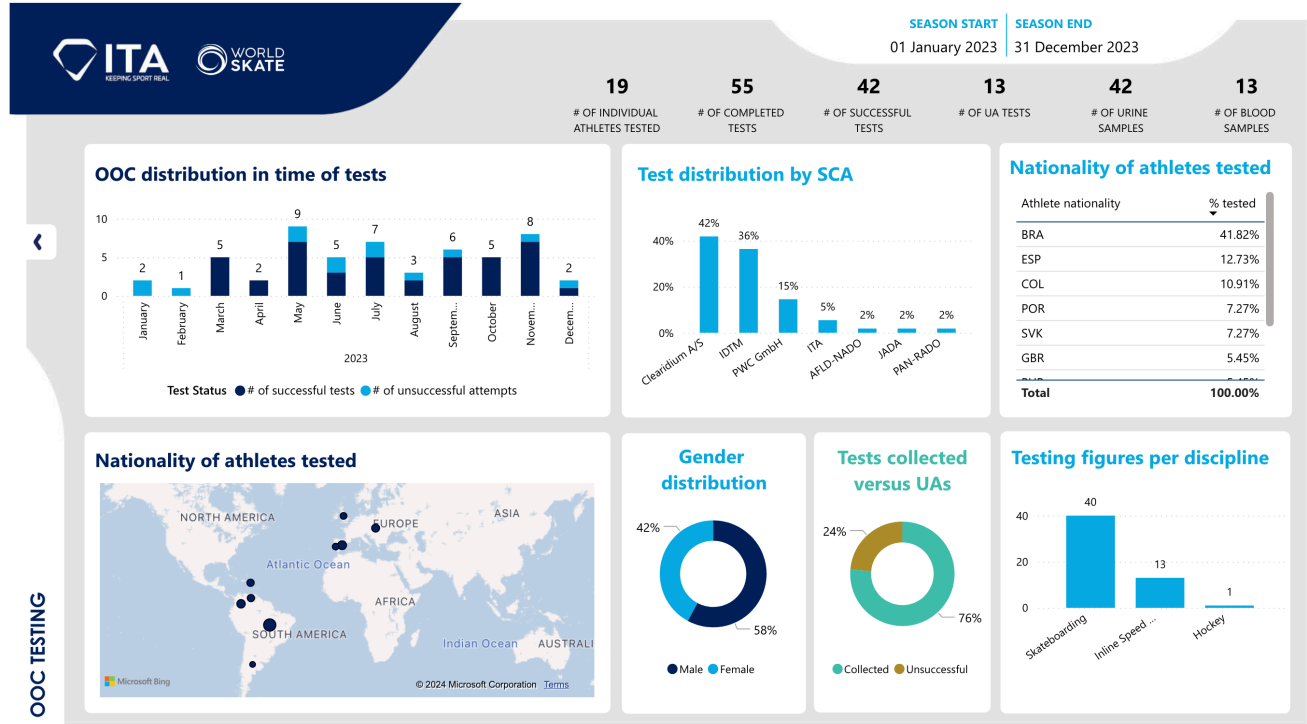 ITA
KEEPING SPORT REAL
WORLD
SKATE
SEASON START
SEASON END
01 January 2023
31 December 2023
19
# OF INDIVIDUAL
ATHLETES TESTED
55
# OF COMPLETED
TESTS
42
# OF SUCCESSFUL
TESTS
13
# OF UA TESTS
42
# OF URINE
SAMPLES
13
# OF BLOOD
SAMPLES
OOC distribution in time of tests
10
5
0
2
1
5
2
9
5
7
3
6
5
8
2
January
February
March
April
May
June
July
August
Septem...
October
Novem...
Decem...
2023
Test Status
# of successful tests
# of unsuccessful attempts
Test distribution by SCA
40%
20%
0%
42%
36%
15%
5%
2%
2%
2%
Clearidium A/S
IDTM
PWC GmbH
ITA
AFLD-NADO
JADA
PAN-RADO
Nationality of athletes tested
Athlete nationality % tested
BRA 41.82%
ESP 12.73%
COL 10.91%
POR 7.27%
SVK 7.27%
GBR 5.45%
Total 100.00%
Nationality of athletes tested
NORTH AMERICA
EUROPE
ASIA
Atlantic Ocean
AFRICA
SOUTH AMERICA
Indian Ocean
AUSTRALI
Microsoft Bing
© 2024 Microsoft Corporation Terms
Gender
distribution
42%
58%
Male
Female
Tests collected
versus UAs
24%
76%
Collected
Unsuccessful
Testing figures per discipline
40
20
0
40
13
1
Skateboarding
Inline Speed ...
Hockey
OOC TESTING